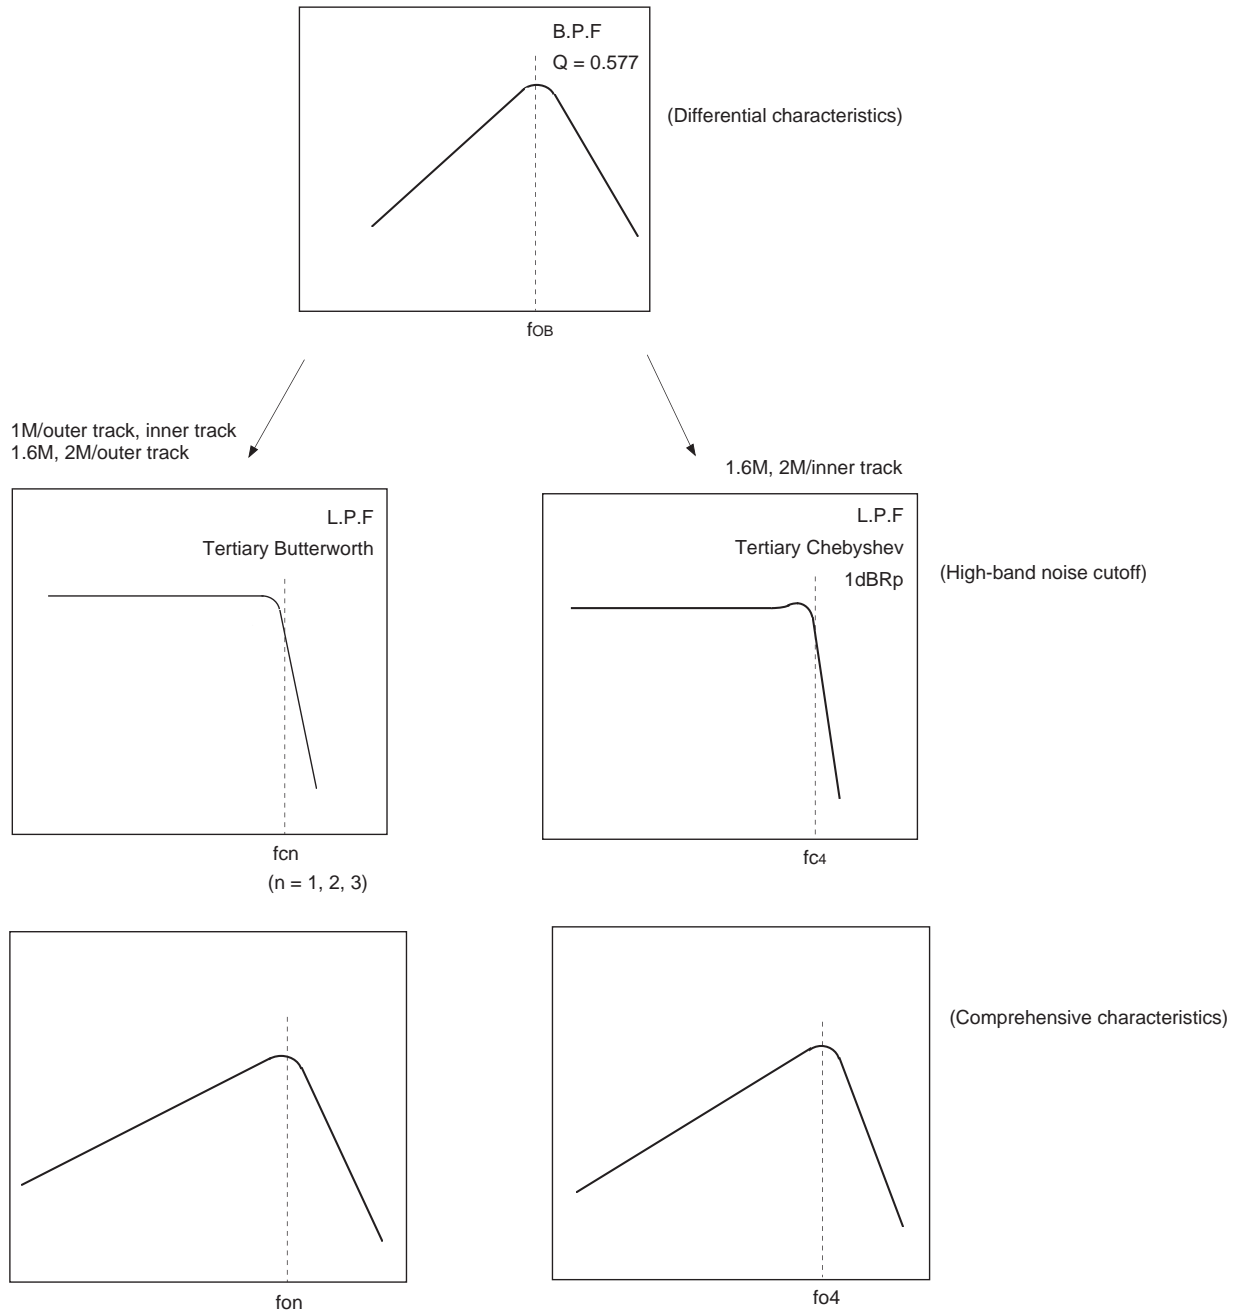 B.P.F
Q = 0.577
(Differential characteristics)
fOB
1M/outer track, inner track
1.6M, 2M/outer track
1.6M, 2M/inner track
L.P.F
Tertiary Butterworth
L.P.F
Tertiary Chebyshev
1dBRp
(High-band noise cutoff)
fcn
(n = 1, 2, 3)
fc4
(Comprehensive characteristics)
fon
fo4